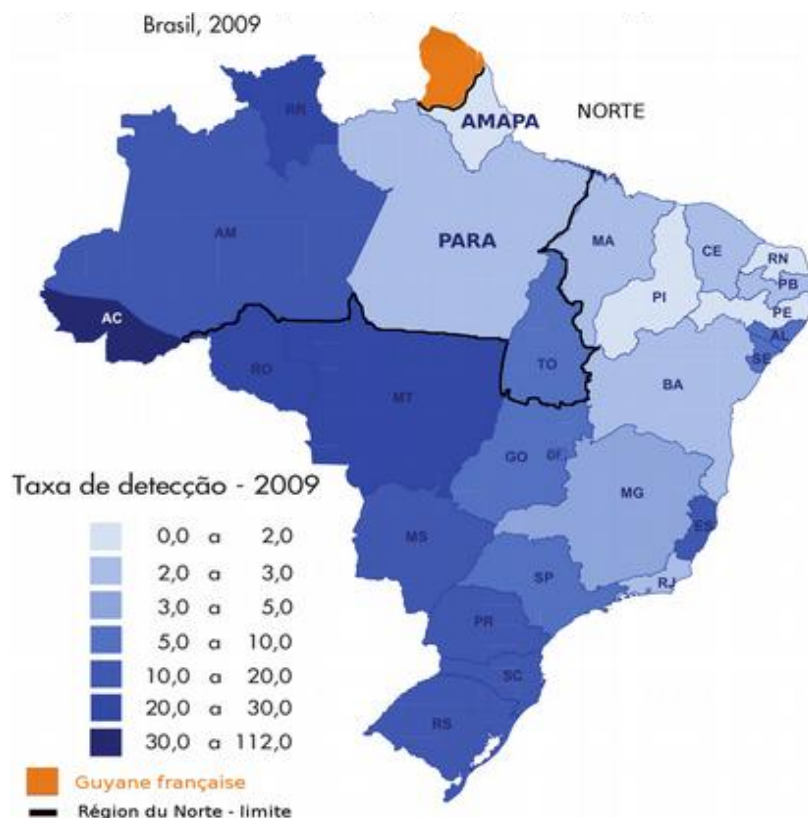 Brasil, 2009
NORTE
AMAPA
RR
AM
PARA
MA
CE
RN
PB
PI
PE
AL
SE
AC
TO
RO
MT
BA
GO
DF
MG
ES
MS
SP
RJ
PR
SC
RS
Taxa de detecção - 2009
0,0 a 2,0
2,0 a 3,0
3,0 a 5,0
5,0 a 10,0
10,0 a 20,0
20,0 a 30,0
30,0 a 112,0
Guyane française
Région du Norte - limite